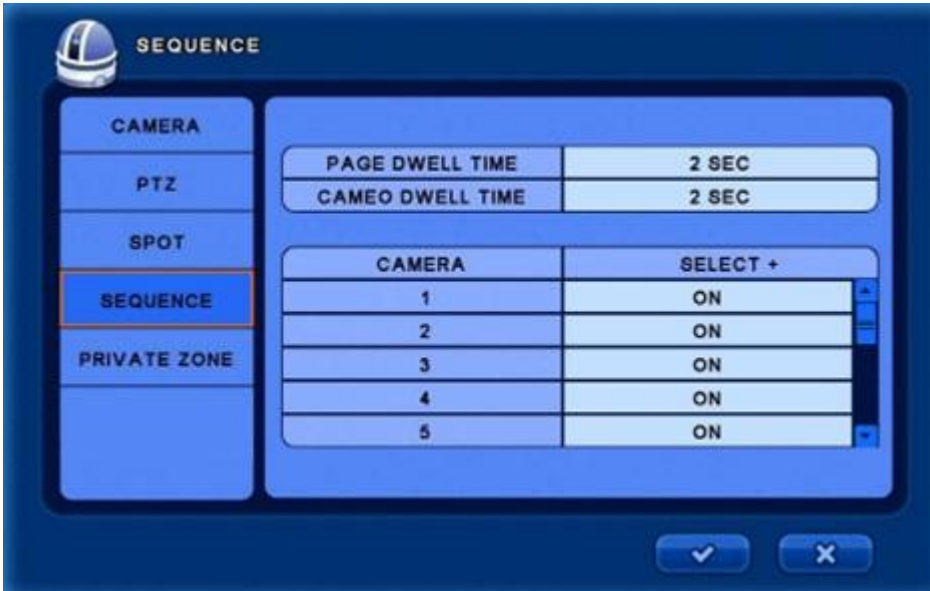 SEQUENCE
CAMERA
PTZ
SPOT
SEQUENCE
PRIVATE ZONE
PAGE DWELL TIME 2 SEC
CAMEO DWELL TIME 2 SEC
CAMERA SELECT +
1 ON
2 ON
3 ON
4 ON
5 ON